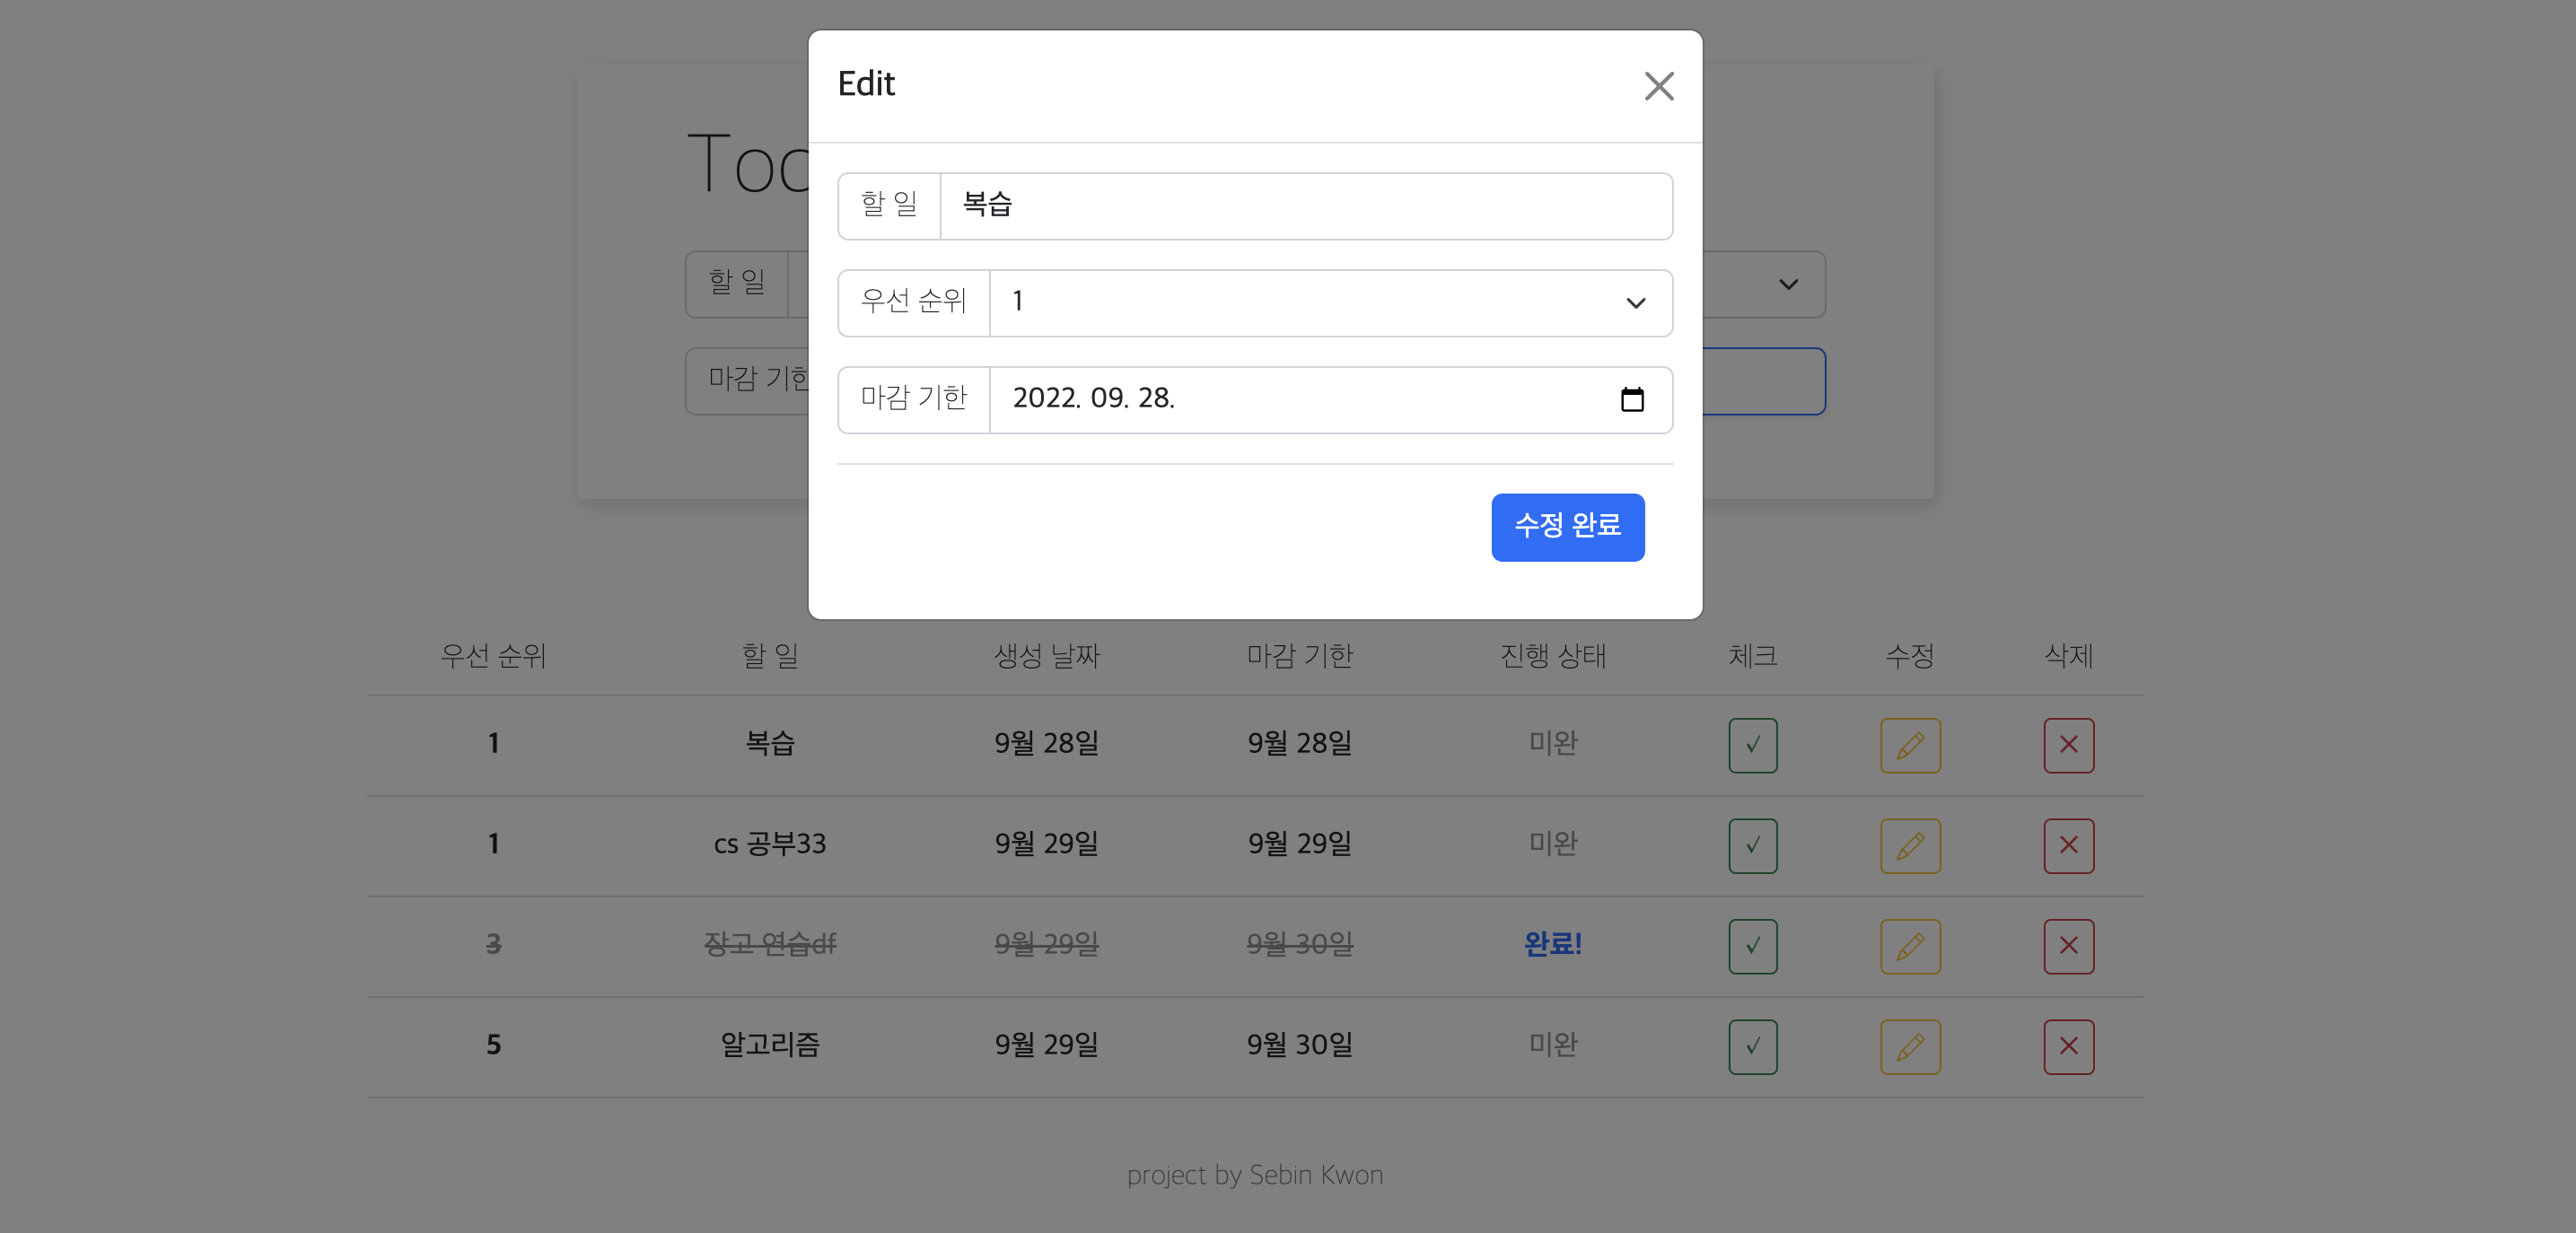 Edit
할 일 복습
우선 순위 1
마감 기한 2022. 09. 28.
수정 완료
할 일
우선 순위 할 일 생성 날짜 마감 기한 진행 상태 체크 수정 삭제
1 복습 9월 28일 9월 28일 미완
1 cs 공부33 9월 29일 9월 29일 미완
3 장고 연습df 9월 29일 9월 30일 완료!
5 알고리즘 9월 29일 9월 30일 미완
project by Sebin Kwon